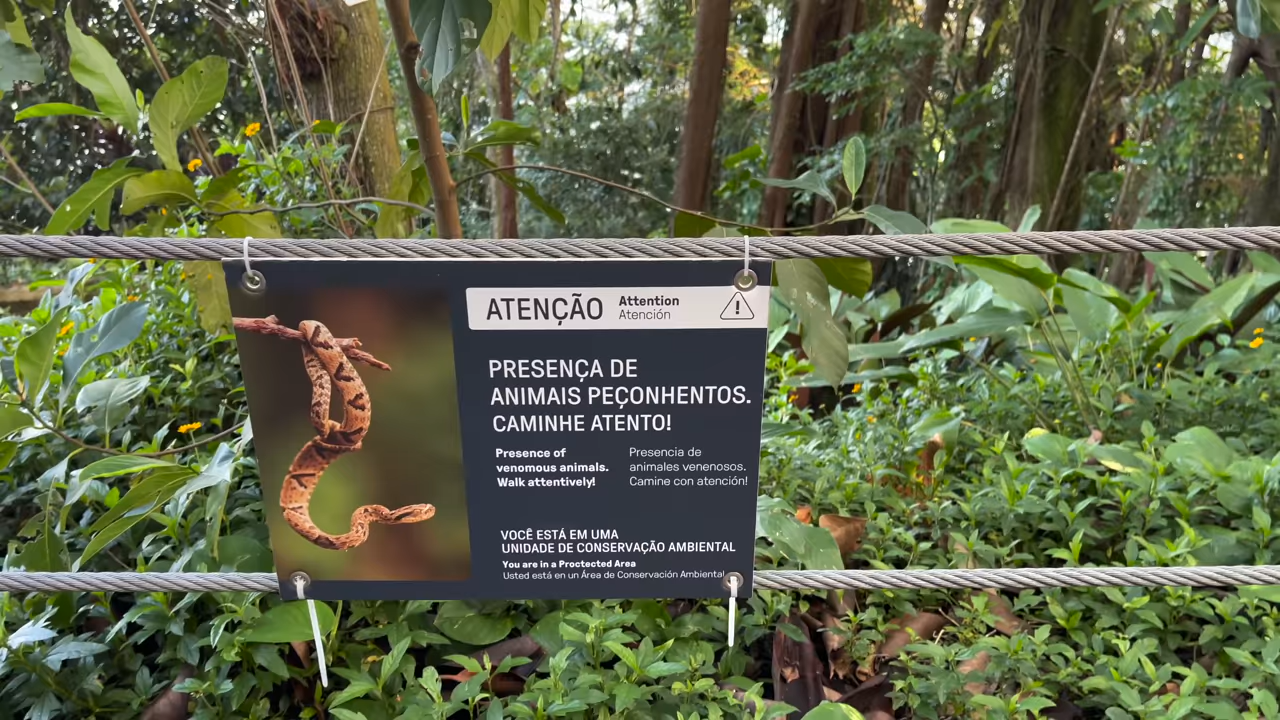 ATENÇÃO
Attention
Atención
PRESENÇA DE
ANIMAIS PEÇONHENTOS.
CAMINHE ATENTO!
Presence of
venomous animals.
Walk attentively!
Presencia de
animales venenosos.
Camine con atención!
VOCÊ ESTÁ EM UMA
UNIDADE DE CONSERVAÇÃO AMBIENTAL
You are in a Proctected Area
Usted está en un Área de Conservación Ambiental